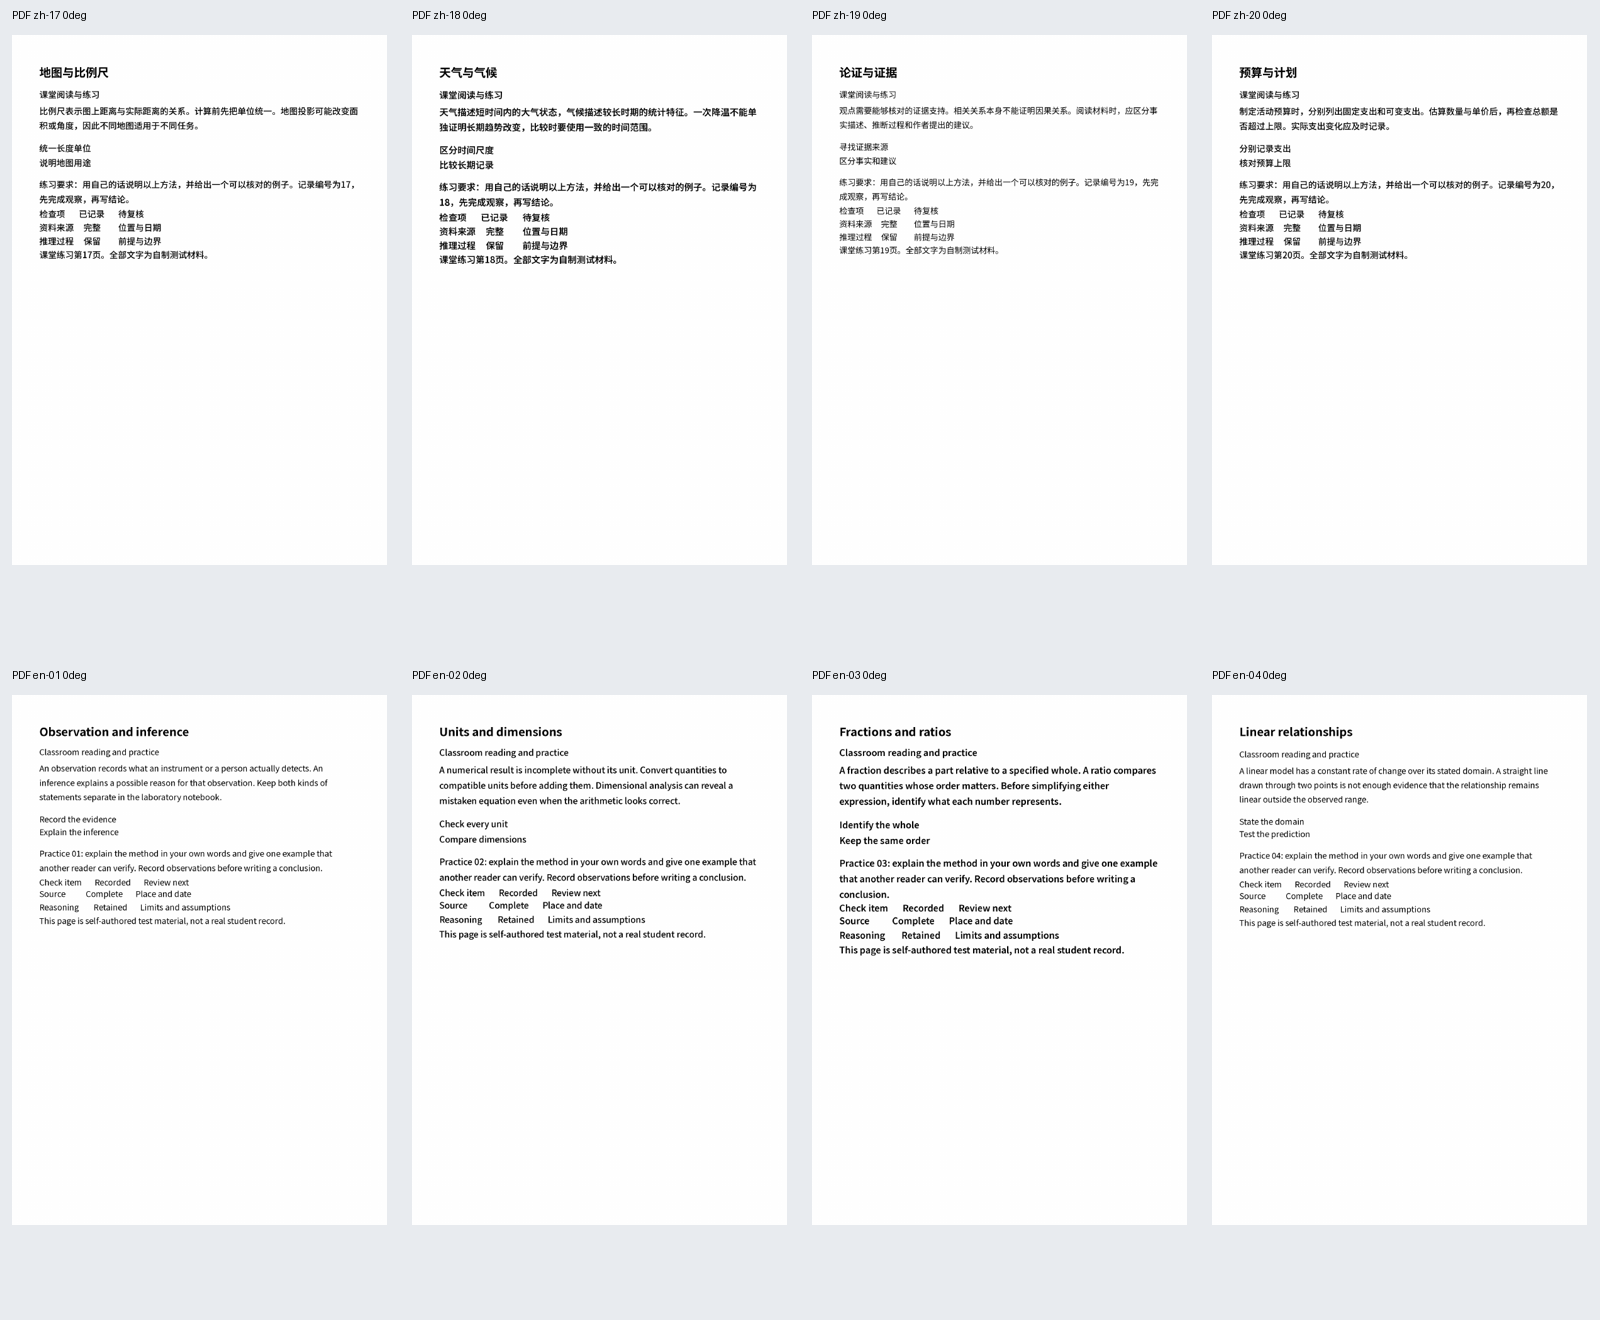 PDF zh-17 0deg
地图与比例尺
课堂阅读与练习
比例尺表示图上距离与实际距离的关系。计算前先把单位统一。地图投影可能改变面
积或角度，因此不同地图适用于不同任务。
统一长度单位
说明地图用途
练习要求：用自己的话说明以上方法，并给出一个可以核对的例子。记录编号为17，
先完成观察，再写结论。
检查项 已记录 待复核
资料来源 完整 位置与日期
推理过程 保留 前提与边界
课堂练习第17页。全部文字为自制测试材料。
PDF zh-18 0deg
天气与气候
课堂阅读与练习
天气描述短时间内的大气状态，气候描述较长时期的统计特征。一次降温不能单
独证明长期趋势改变，比较时要使用一致的时间范围。
区分时间尺度
比较长期记录
练习要求：用自己的话说明以上方法，并给出一个可以核对的例子。记录编号为
18，先完成观察，再写结论。
检查项 已记录 待复核
资料来源 完整 位置与日期
推理过程 保留 前提与边界
课堂练习第18页。全部文字为自制测试材料。
PDF zh-19 0deg
论证与证据
课堂阅读与练习
观点需要能够核对的证据支持。相关关系本身不能证明因果关系。阅读材料时，应区分事
实描述、推断过程和作者提出的建议。
寻找证据来源
区分事实和建议
练习要求：用自己的话说明以上方法，并给出一个可以核对的例子。记录编号为19，先完
成观察，再写结论。
检查项 已记录 待复核
资料来源 完整 位置与日期
推理过程 保留 前提与边界
课堂练习第19页。全部文字为自制测试材料。
PDF zh-20 0deg
预算与计划
课堂阅读与练习
制定活动预算时，分别列出固定支出和可变支出。估算数量与单价后，再检查总额是
否超过上限。实际支出变化应及时记录。
分别记录支出
核对预算上限
练习要求：用自己的话说明以上方法，并给出一个可以核对的例子。记录编号为20，
先完成观察，再写结论。
检查项 已记录 待复核
资料来源 完整 位置与日期
推理过程 保留 前提与边界
课堂练习第20页。全部文字为自制测试材料。
PDF en-01 0deg
Observation and inference
Classroom reading and practice
An observation records what an instrument or a person actually detects. An
inference explains a possible reason for that observation. Keep both kinds of
statements separate in the laboratory notebook.
Record the evidence
Explain the inference
Practice 01: explain the method in your own words and give one example that
another reader can verify. Record observations before writing a conclusion.
Check item Recorded Review next
Source Complete Place and date
Reasoning Retained Limits and assumptions
This page is self-authored test material, not a real student record.
PDF en-02 0deg
Units and dimensions
Classroom reading and practice
A numerical result is incomplete without its unit. Convert quantities to
compatible units before adding them. Dimensional analysis can reveal a
mistaken equation even when the arithmetic looks correct.
Check every unit
Compare dimensions
Practice 02: explain the method in your own words and give one example that
another reader can verify. Record observations before writing a conclusion.
Check item Recorded Review next
Source Complete Place and date
Reasoning Retained Limits and assumptions
This page is self-authored test material, not a real student record.
PDF en-03 0deg
Fractions and ratios
Classroom reading and practice
A fraction describes a part relative to a specified whole. A ratio compares
two quantities whose order matters. Before simplifying either
expression, identify what each number represents.
Identify the whole
Keep the same order
Practice 03: explain the method in your own words and give one example
that another reader can verify. Record observations before writing a
conclusion.
Check item Recorded Review next
Source Complete Place and date
Reasoning Retained Limits and assumptions
This page is self-authored test material, not a real student record.
PDF en-04 0deg
Linear relationships
Classroom reading and practice
A linear model has a constant rate of change over its stated domain. A straight line
drawn through two points is not enough evidence that the relationship remains
linear outside the observed range.
State the domain
Test the prediction
Practice 04: explain the method in your own words and give one example that
another reader can verify. Record observations before writing a conclusion.
Check item Recorded Review next
Source Complete Place and date
Reasoning Retained Limits and assumptions
This page is self-authored test material, not a real student record.